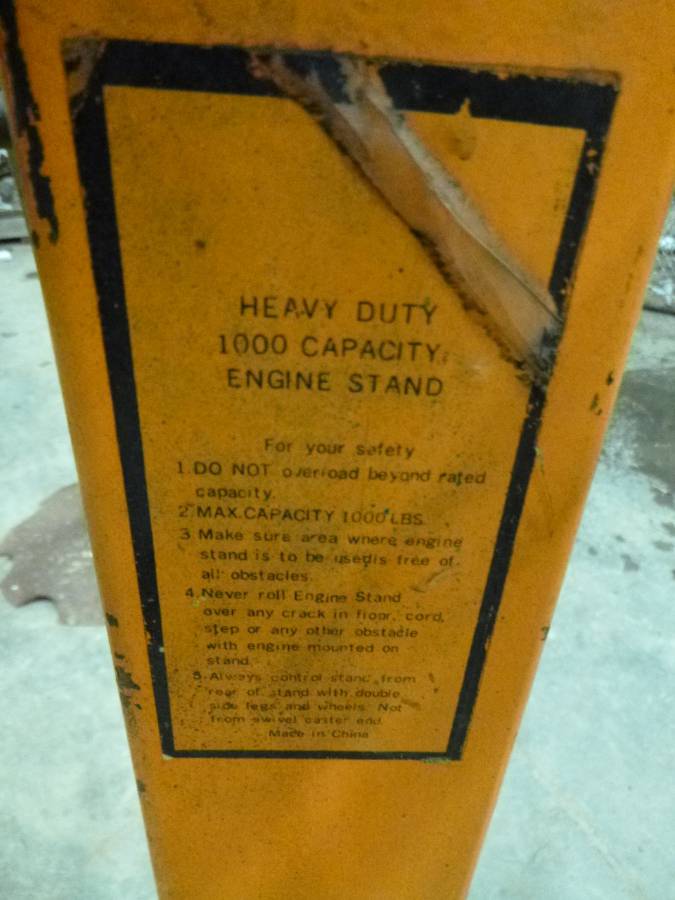 HEAVY DUTY
1000 CAPACITY
ENGINE STAND
For your safety
1.DO NOT overload beyond rated
capacity.
2.MAX.CAPACITY 1000 LBS
3 Make sure area where engine
stand is to be usedis free of
all obstacles.
4.Never roll Engine Stand
over any crack in floor, cord,
step or any other obstacle
with engine mounted on
stand.
5.Always control stand from
rear of stand with double
side legs and wheels. Not
from swivel caster end.
Made in China